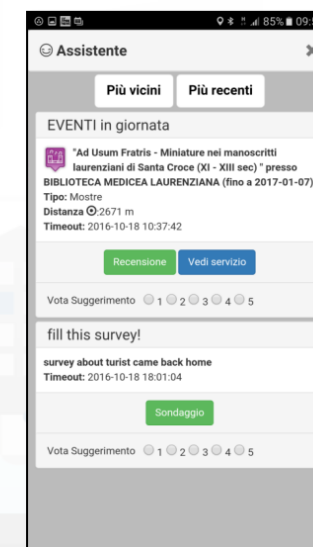 85% 09:5
Assistente
Più vicini Più recenti
EVENTI in giornata
"Ad Usum Fratris - Miniature nei manoscritti
laurenziani di Santa Croce (XI - XIII sec) " presso
BIBLIOTECA MEDICEA LAURENZIANA (fino a 2017-01-07)
Tipo: Mostre
Distanza :2671 m
Timeout: 2016-10-18 10:37:42
Recensione Vedi servizio
Vota Suggerimento 1 2 3 4 5
fill this survey!
survey about turist came back home
Timeout: 2016-10-18 18:01:04
Sondaggio
Vota Suggerimento 1 2 3 4 5